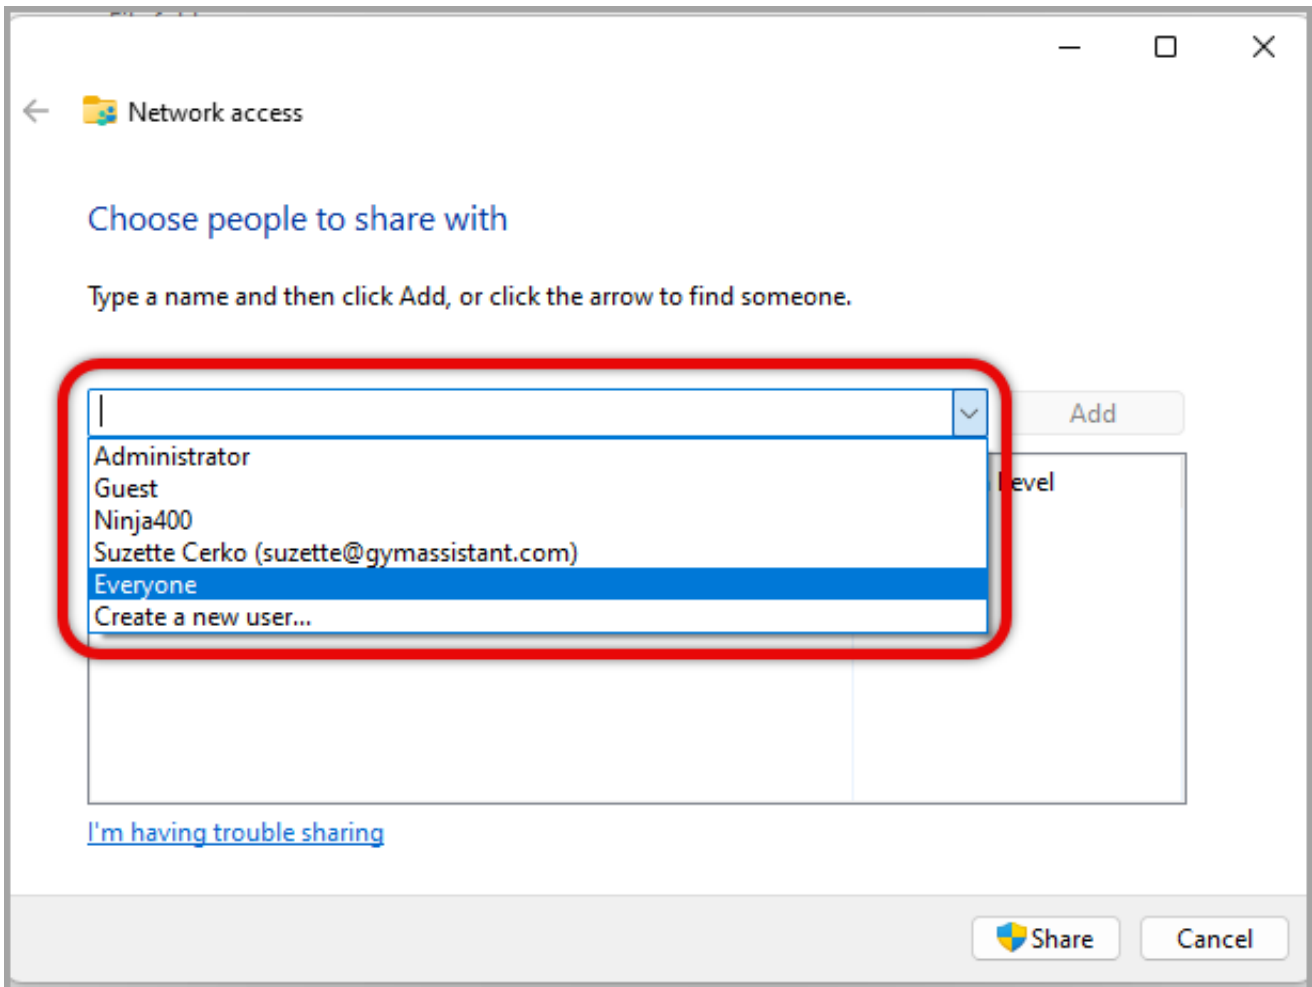 Network access
Choose people to share with
Type a name and then click Add, or click the arrow to find someone.
Add
Administrator
Guest
Ninja400
Suzette Cerko (suzette@gymassistant.com)
Everyone
Create a new user...
Level
I'm having trouble sharing
Share
Cancel